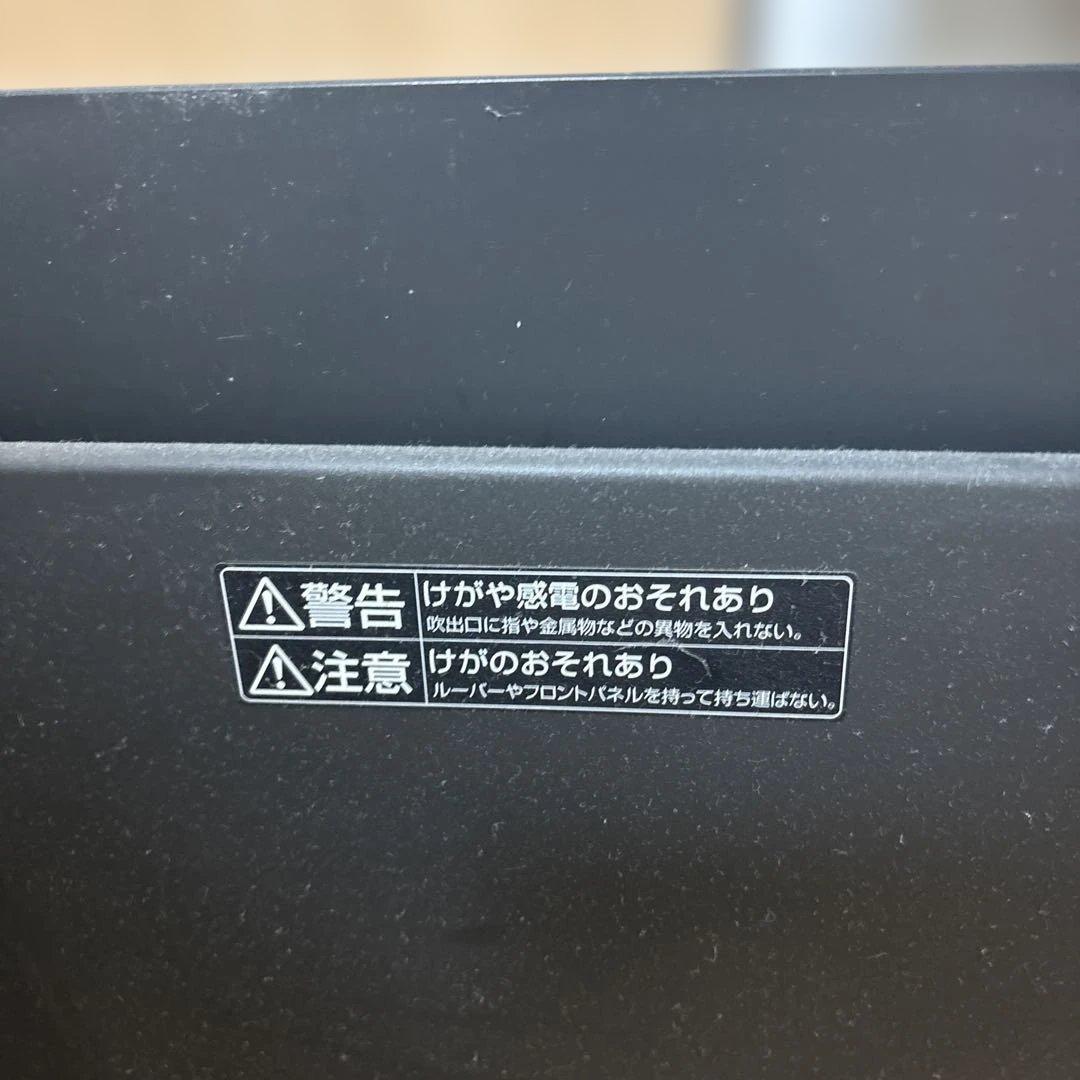 ⚠警告 けがや感電のおそれあり
吹出口に指や金属物などの異物を入れない。
⚠注意 けがのおそれあり
ルーバーやフロントパネルを持って持ち運ばない。